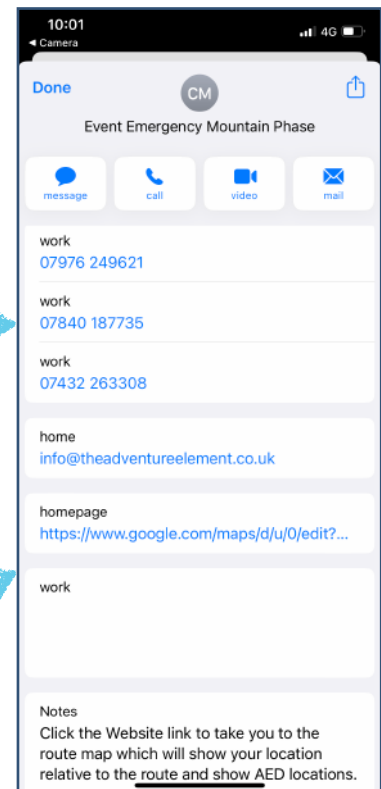 10:01
4G
◀ Camera
Done
CM
Event Emergency Mountain Phase
message
call
video
mail
work
07976 249621
work
07840 187735
work
07432 263308
home
info@theadventureelement.co.uk
homepage
https://www.google.com/maps/d/u/0/edit?...
work
Notes
Click the Website link to take you to the
route map which will show your location
relative to the route and show AED locations.